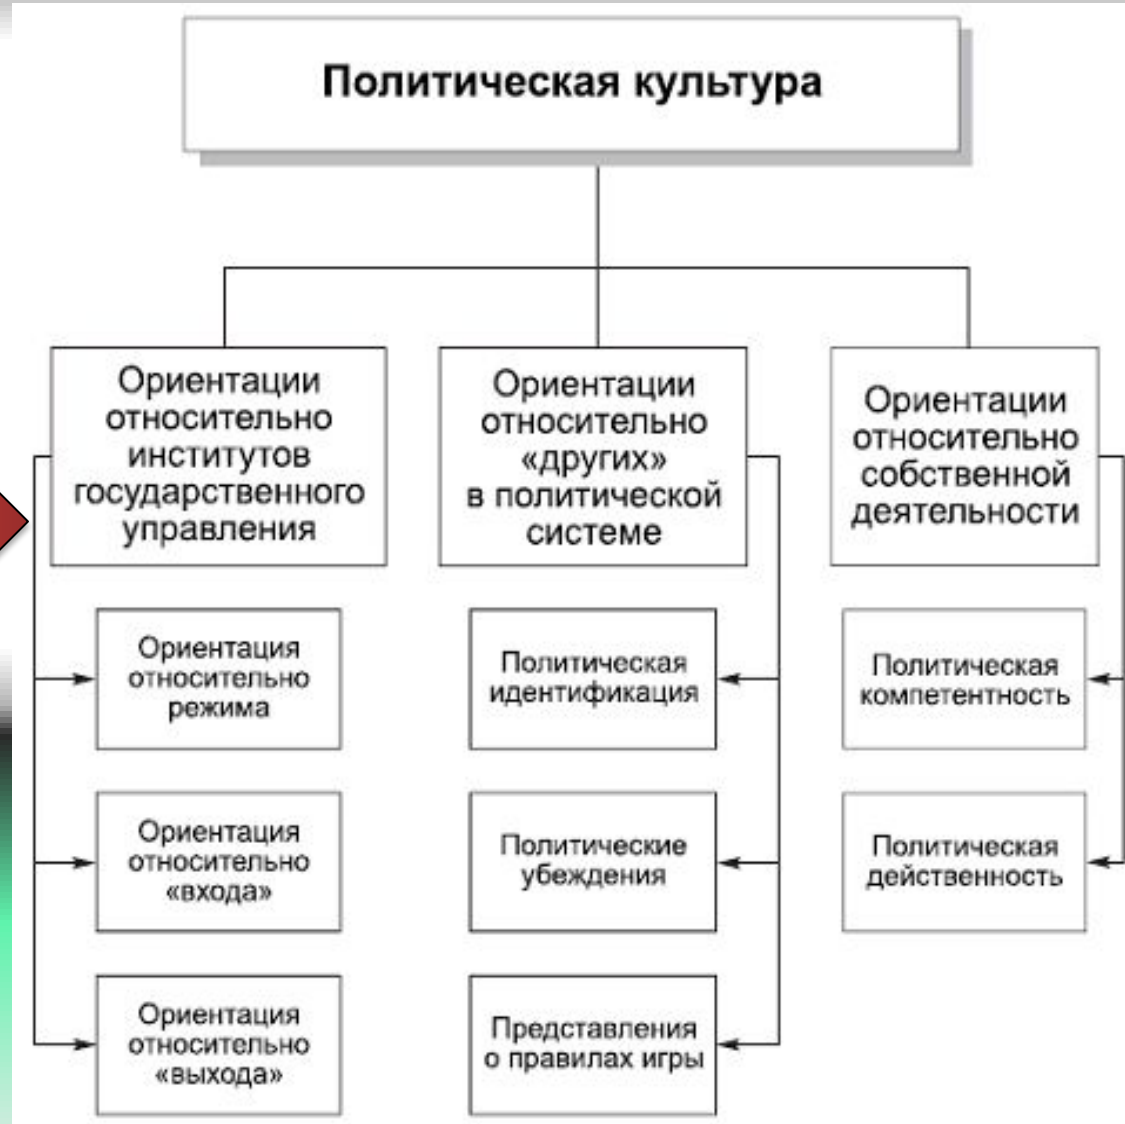 Политическая культура
Ориентации
относительно
институтов
государственного
управления
Ориентация
относительно
режима
Ориентация
относительно
«входа»
Ориентация
относительно
«выхода»
Ориентации
относительно
«других»
в политической
системе
Политическая
идентификация
Политические
убеждения
Представления
о правилах игры
Ориентации
относительно
собственной
деятельности
Политическая
компетентность
Политическая
действенность